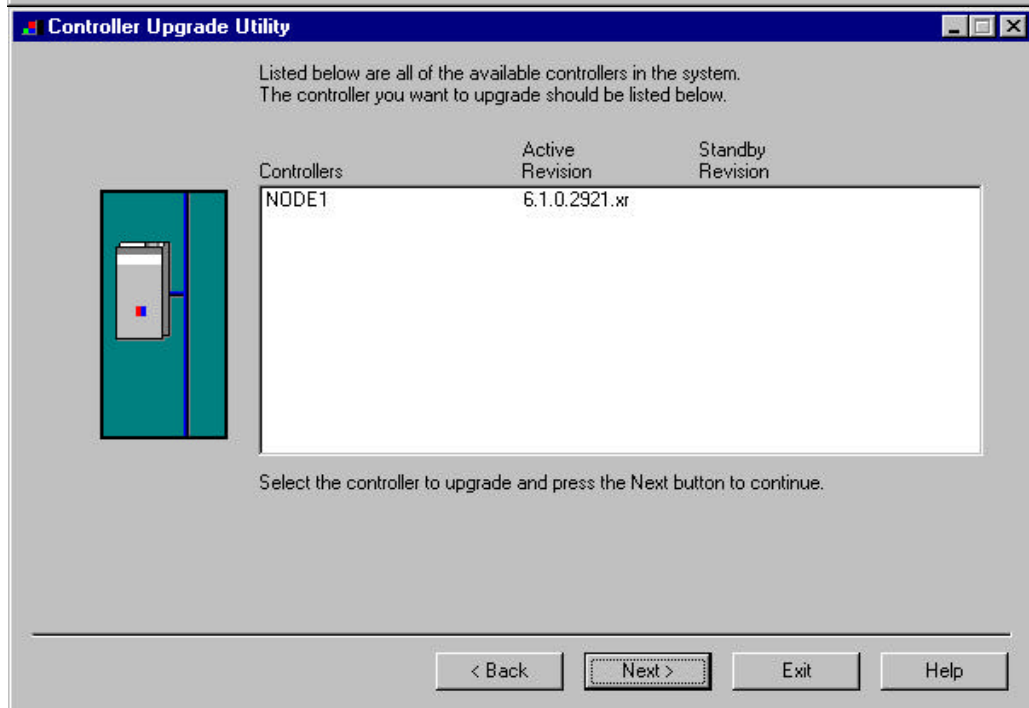 Controller Upgrade Utility
Listed below are all of the available controllers in the system.
The controller you want to upgrade should be listed below.
Controllers Active Revision Standby Revision
NODE1 6.1.0.2921.xr
Select the controller to upgrade and press the Next button to continue.
< Back Next > Exit Help